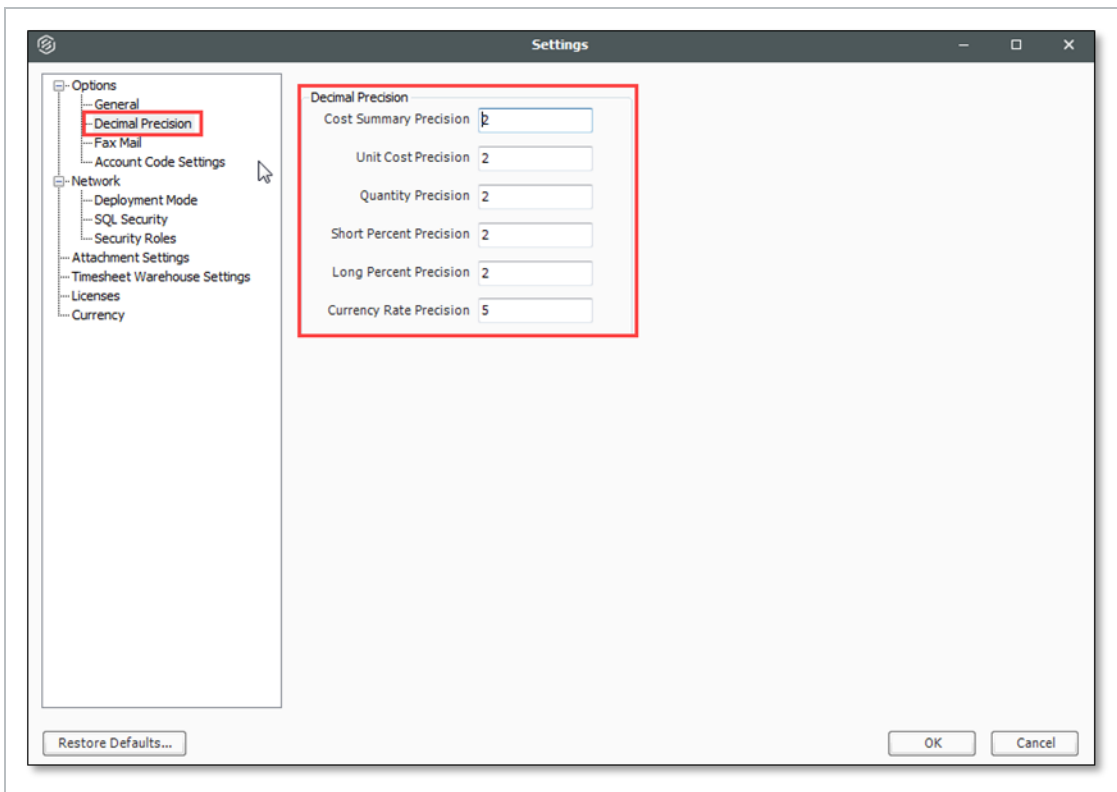 Settings
Options
General
Decimal Precision
Fax Mail
Account Code Settings
Network
Deployment Mode
SQL Security
Security Roles
Attachment Settings
Timesheet Warehouse Settings
Licenses
Currency
Decimal Precision
Cost Summary Precision 2
Unit Cost Precision 2
Quantity Precision 2
Short Percent Precision 2
Long Percent Precision 2
Currency Rate Precision 5
Restore Defaults...
OK
Cancel